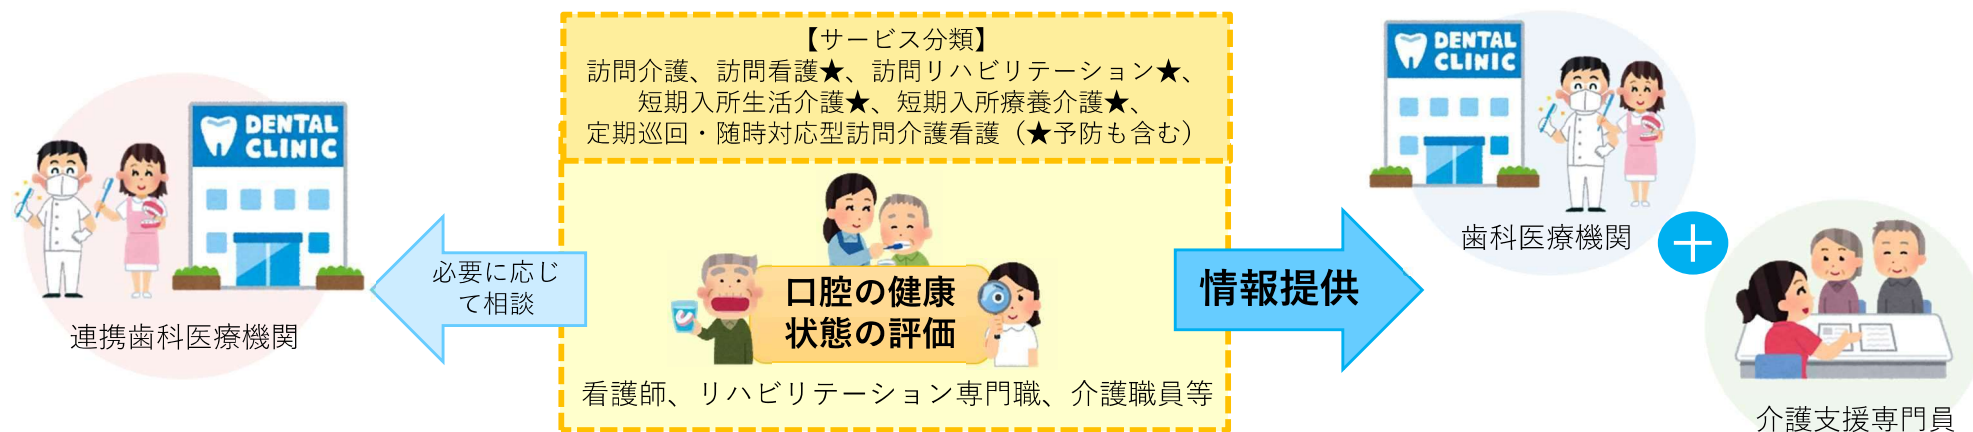 【サービス分類】
訪問介護、訪問看護★、訪問リハビリテーション★、
短期入所生活介護★、短期入所療養介護★、
定期巡回・随時対応型訪問介護看護（★予防も含む）
DENTAL
CLINIC
連携歯科医療機関
必要に応じ
て相談
口腔の健康
状態の評価
看護師、リハビリテーション専門職、介護職員等
情報提供
DENTAL
CLINIC
歯科医療機関
＋
介護支援専門員